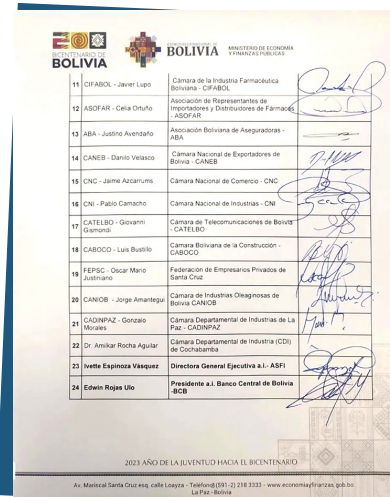 BICENTENARIO DE
BOLIVIA
ESTADO PLURINACIONAL DE
BOLIVIA
MINISTERIO DE ECONOMÍA
Y FINANZAS PÚBLICAS
11 CIFABOL - Javier Lupo
Cámara de la Industria Farmacéutica
Boliviana - CIFABOL
12 ASOFAR - Celia Ortuño
Asociación de Representantes de
Importadores y Distribuidores de Fármacos
- ASOFAR
13 ABA - Justino Avendaño
Asociación Boliviana de Aseguradoras -
ABA
14 CANEB - Danilo Velasco
Cámara Nacional de Exportadores de
Bolivia - CANEB
15 CNC - Jaime Azcarrums
Cámara Nacional de Comercio - CNC
16 CNI - Pablo Camacho
Cámara Nacional de Industrias - CNI
17 CATELBO - Giovanni
Gismondi
Cámara de Telecomunicaciones de Bolivia
- CATELBO
18 CABOCO - Luis Bustillo
Cámara Boliviana de la Construcción -
CABOCO
19 FEPSC - Oscar Mario
Justiniano
Federación de Empresarios Privados de
Santa Cruz
20 CANIOB - Jorge Amantegui
Cámara de Industrias Oleaginosas de
Bolivia CANIOB
21 CADINPAZ - Gonzalo
Morales
Cámara Departamental de Industrias de La
Paz - CADINPAZ
22 Dr. Amilkar Rocha Aguilar
Cámara Departamental de Industria (CDI)
de Cochabamba
23 Ivette Espinoza Vásquez
Directora General Ejecutiva a.i.- ASFI
24 Edwin Rojas Ulo
Presidente a.i. Banco Central de Bolivia
-BCB
2023 AÑO DE LA JUVENTUD HACIA EL BICENTENARIO
Av. Mariscal Santa Cruz esq. calle Loayza - Teléfono (591-2) 218 3333 - www.economiayfinanzas.gob.bo
La Paz -Bolivia